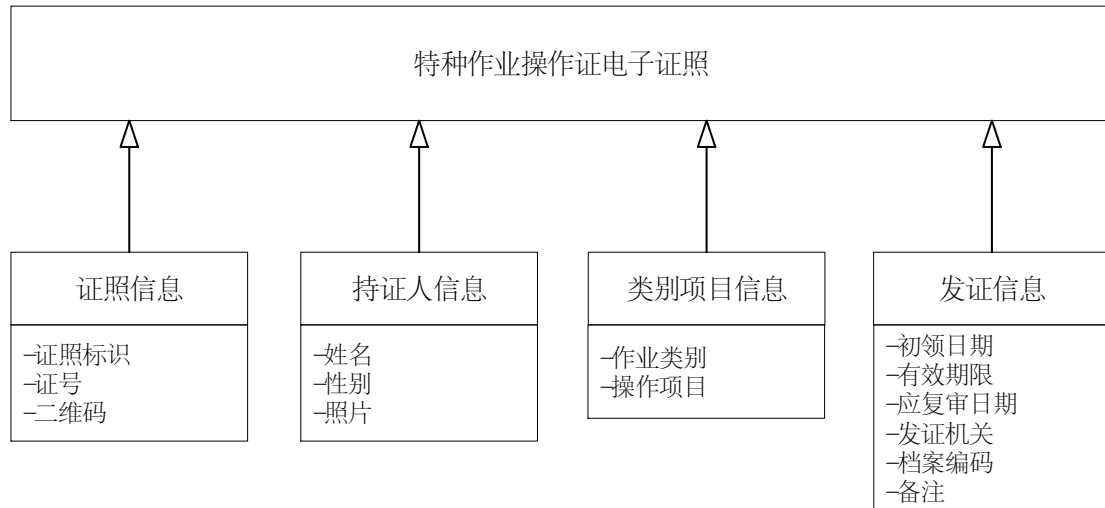 特种作业操作证电子证照
证照信息
–证照标识
–证号
–二维码
持证人信息
–姓名
–性别
–照片
类别项目信息
–作业类别
–操作项目
发证信息
–初领日期
–有效期限
–应复审日期
–发证机关
–档案编码
–备注